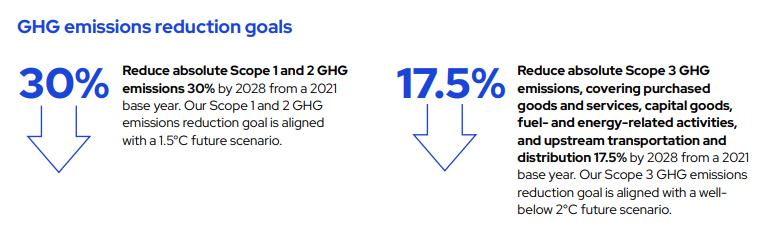 GHG emissions reduction goals
30%
Reduce absolute Scope 1 and 2 GHG
emissions 30% by 2028 from a 2021
base year. Our Scope 1 and 2 GHG
emissions reduction goal is aligned
with a 1.5°C future scenario.
17.5%
Reduce absolute Scope 3 GHG
emissions, covering purchased
goods and services, capital goods,
fuel- and energy-related activities,
and upstream transportation and
distribution 17.5% by 2028 from a 2021
base year. Our Scope 3 GHG emissions
reduction goal is aligned with a well-
below 2°C future scenario.